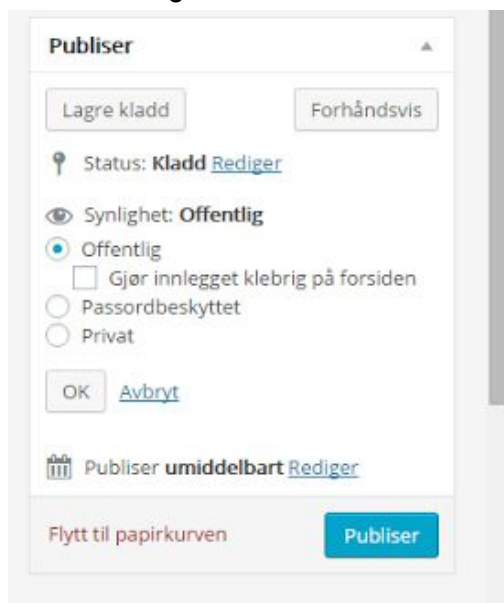 Publiser
Lagre kladd Forhåndsvis
Status: Kladd Rediger
Synlighet: Offentlig
Offentlig
Gjør innlegget klebrig på forsiden
Passordbeskyttet
Privat
OK Avbryt
Publiser umiddelbart Rediger
Flytt til papirkurven Publiser